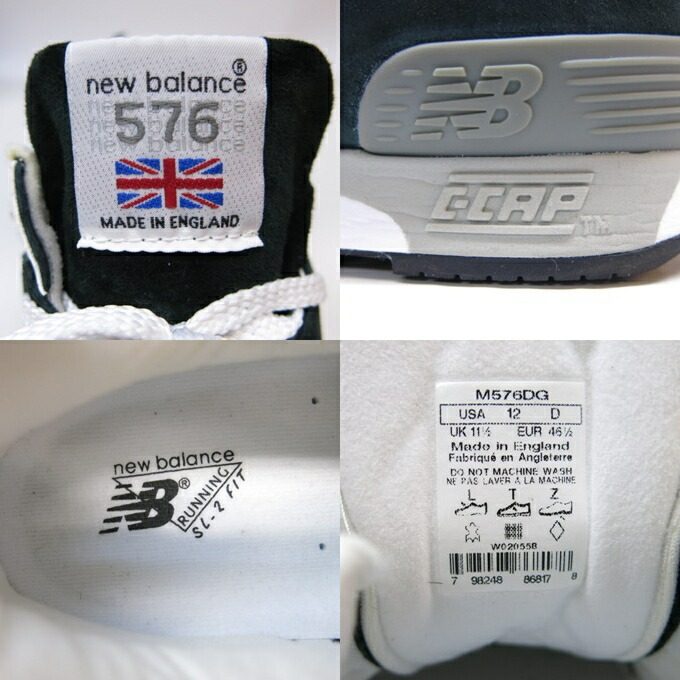 new balance®
576
MADE IN ENGLAND
NB
C-CAP TM
new balance
NB®
RUNNING
SL-2 FIT
M576DG
USA 12 D
UK 11½ EUR 46½
Made in England
Fabriqué en Angleterre
DO NOT MACHINE WASH
NE PAS LAVER A LA MACHINE
L T Z
W02055B
7 98248 86817 8